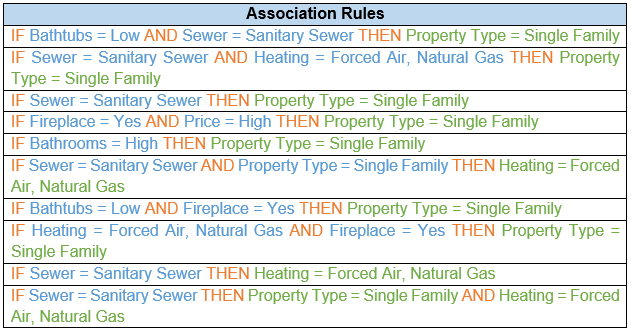 Association Rules
IF Bathtubs = Low AND Sewer = Sanitary Sewer THEN Property Type = Single Family
IF Sewer = Sanitary Sewer AND Heating = Forced Air, Natural Gas THEN Property
Type = Single Family
IF Sewer = Sanitary Sewer THEN Property Type = Single Family
IF Fireplace = Yes AND Price = High THEN Property Type = Single Family
IF Bathrooms = High THEN Property Type = Single Family
IF Sewer = Sanitary Sewer AND Property Type = Single Family THEN Heating = Forced
Air, Natural Gas
IF Bathtubs = Low AND Fireplace = Yes THEN Property Type = Single Family
IF Heating = Forced Air, Natural Gas AND Fireplace = Yes THEN Property Type =
Single Family
IF Sewer = Sanitary Sewer THEN Heating = Forced Air, Natural Gas
IF Sewer = Sanitary Sewer THEN Property Type = Single Family AND Heating = Forced
Air, Natural Gas